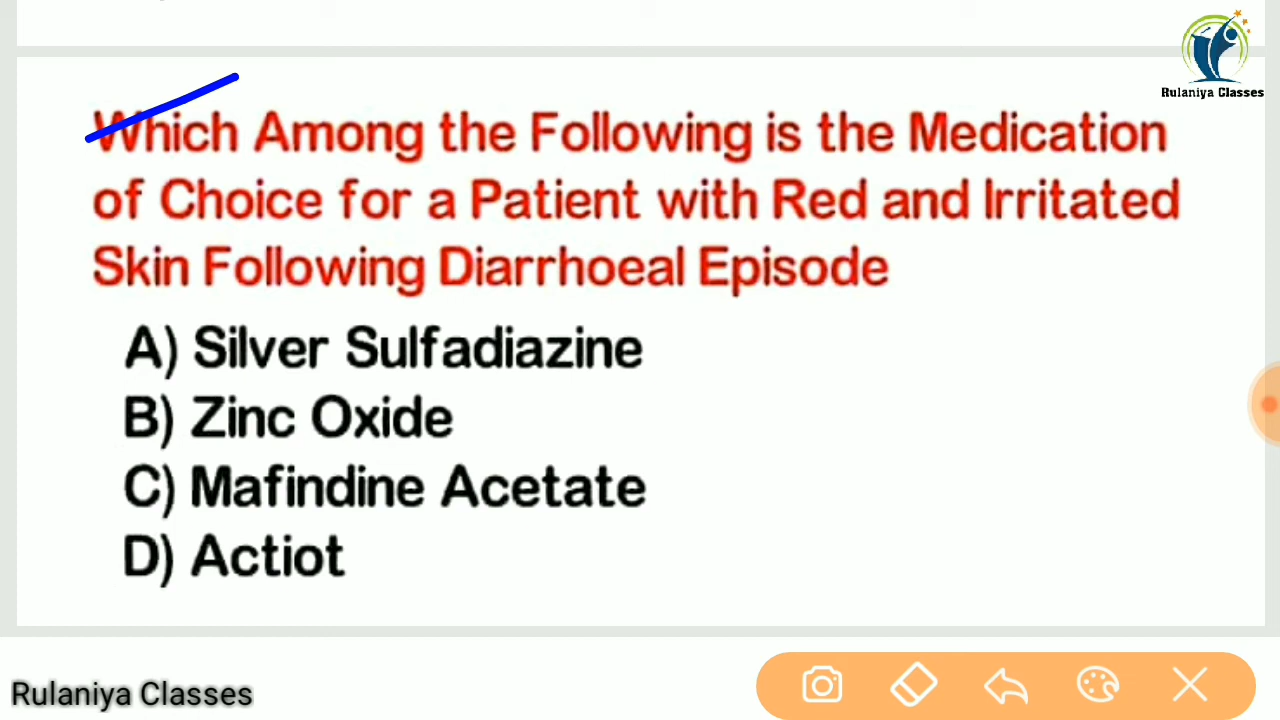 Rulaniya Classes
Which Among the Following is the Medication
of Choice for a Patient with Red and Irritated
Skin Following Diarrhoeal Episode
A) Silver Sulfadiazine
B) Zinc Oxide
C) Mafindine Acetate
D) Actiot
Rulaniya Classes